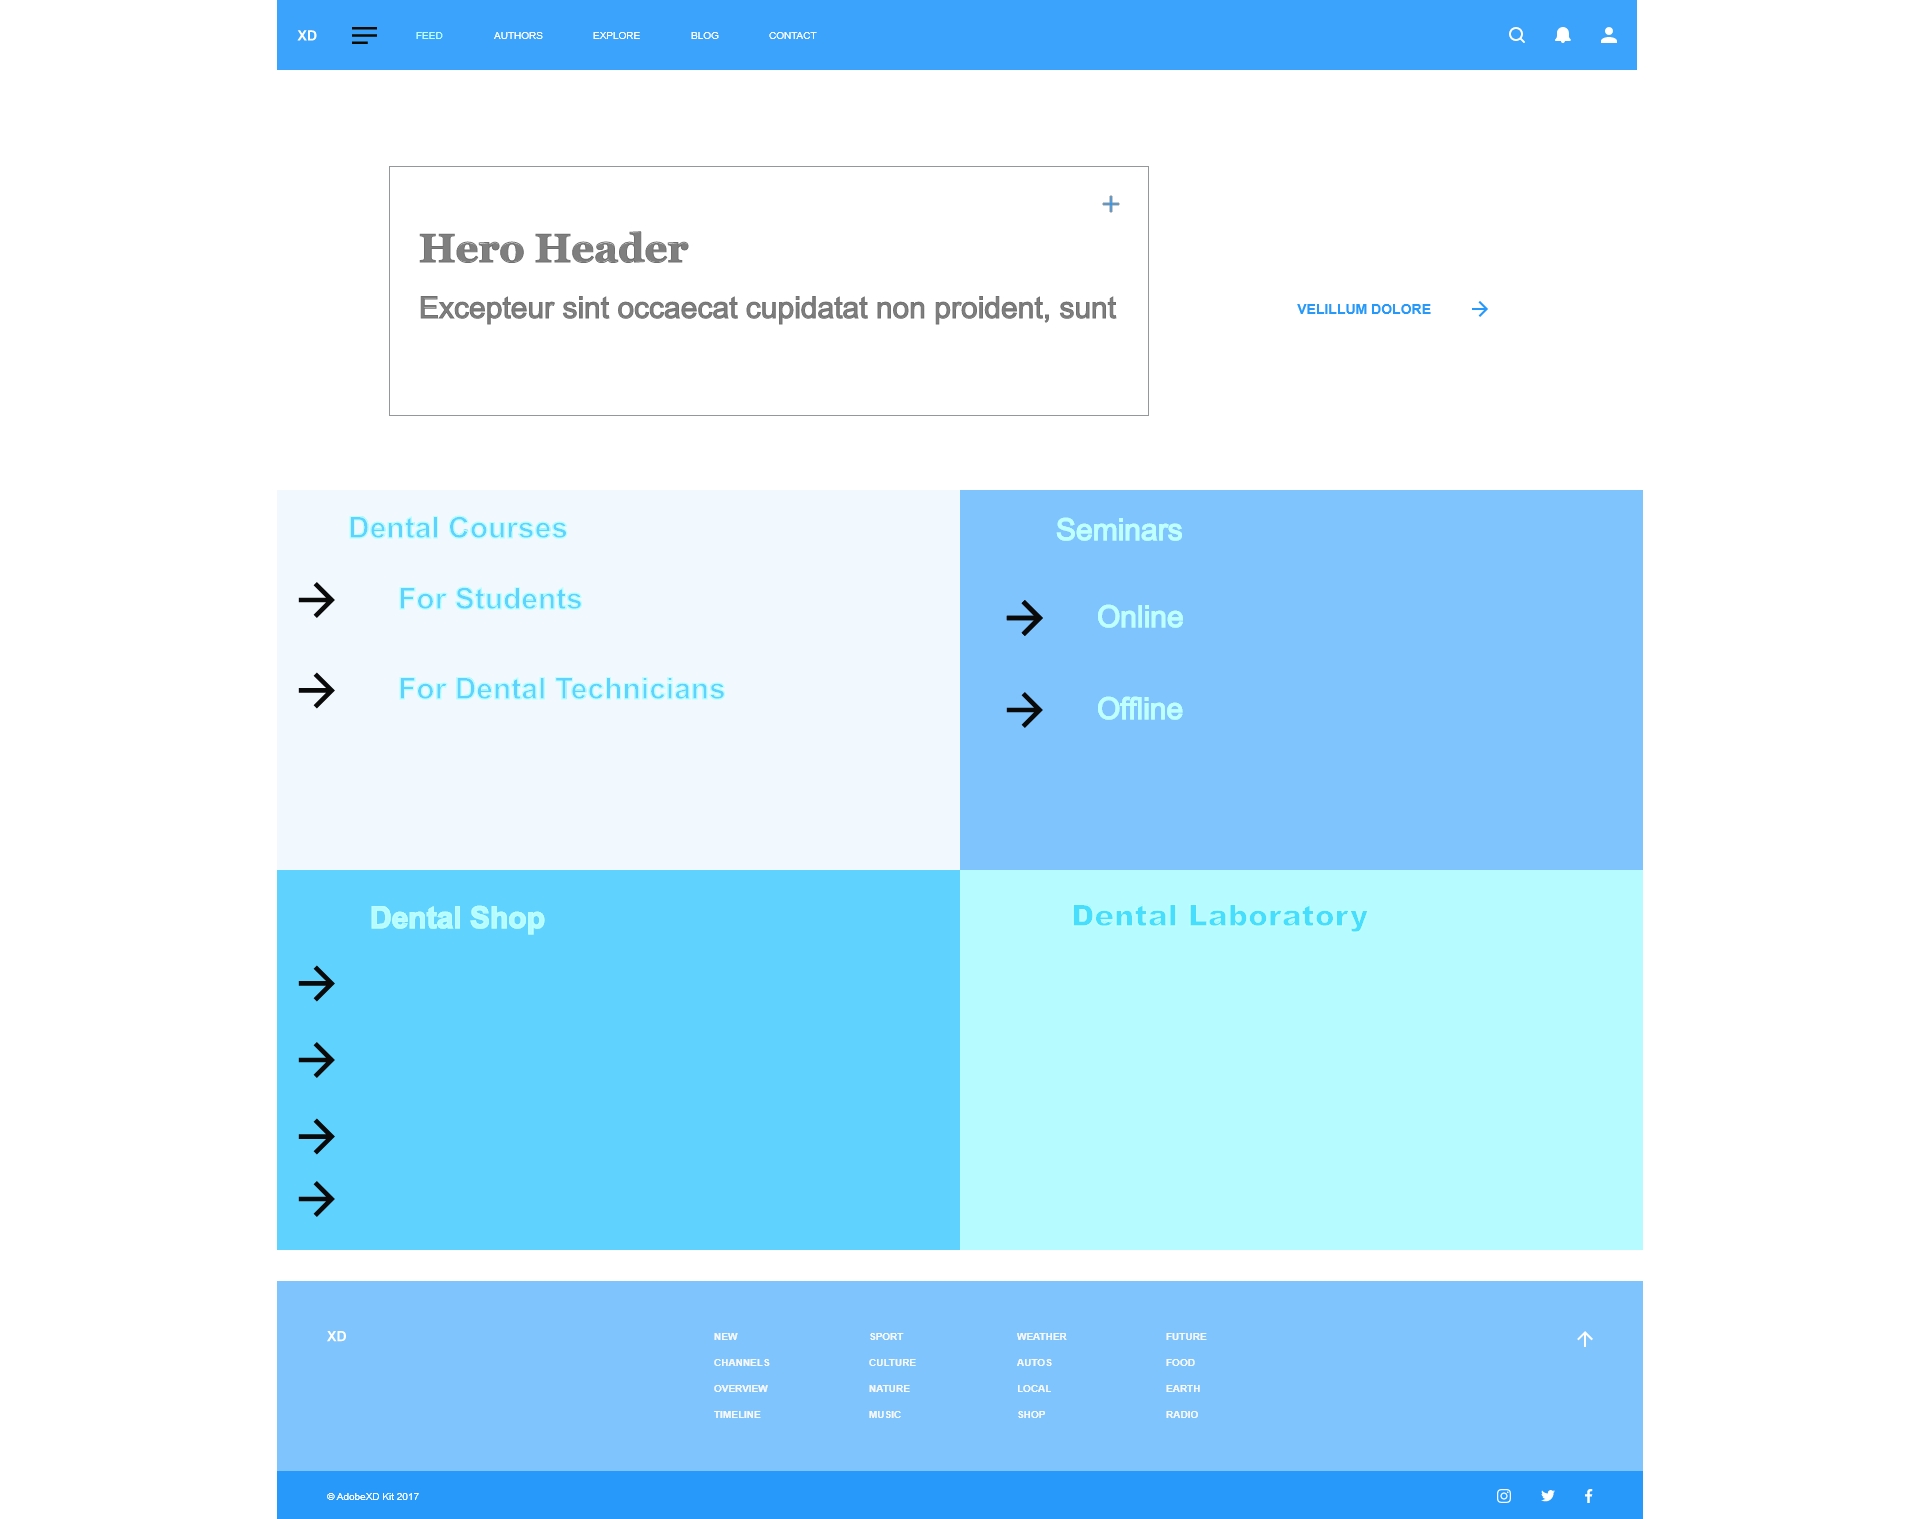 XD FEED AUTHORS EXPLORE BLOG CONTACT
Hero Header
Excepteur sint occaecat cupidatat non proident, sunt
VELILLUM DOLORE
Dental Courses
For Students
For Dental Technicians
Seminars
Online
Offline
Dental Shop
Dental Laboratory
XD
NEW SPORT WEATHER FUTURE
CHANNELS CULTURE AUTOS FOOD
OVERVIEW NATURE LOCAL EARTH
TIMELINE MUSIC SHOP RADIO
© AdobeXD Kit 2017